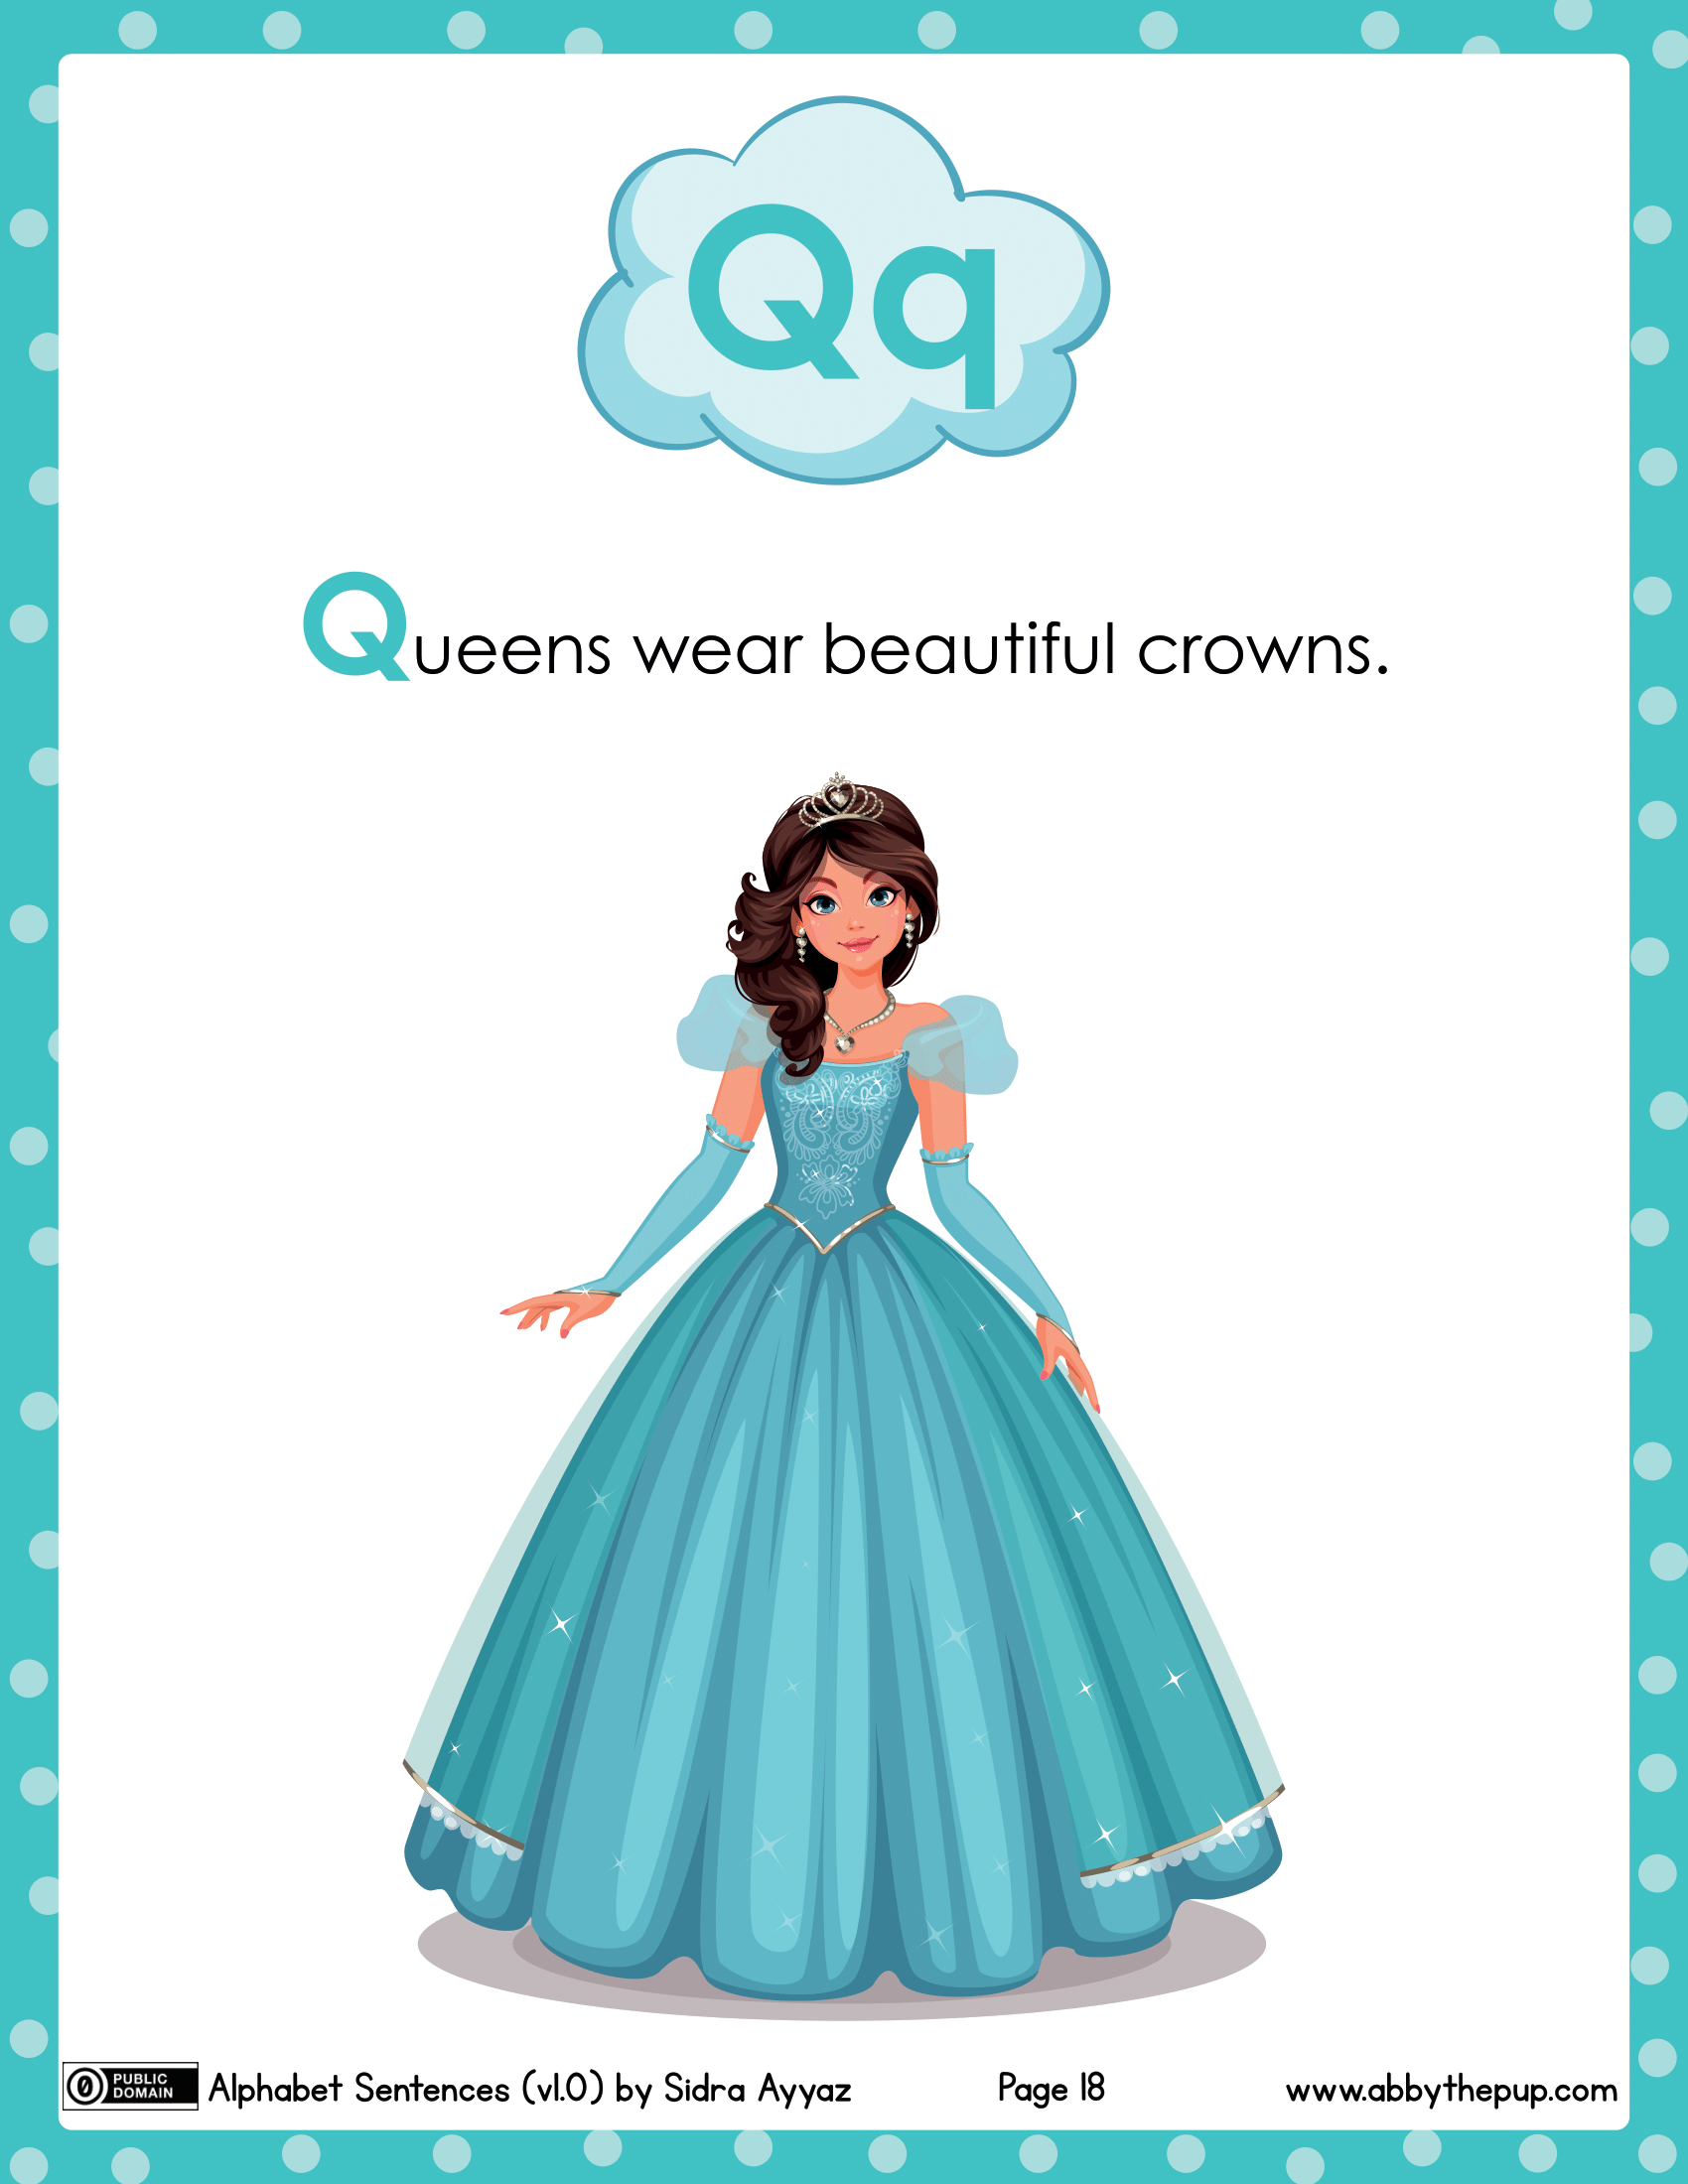 Qq
Queens wear beautiful crowns.
0 PUBLIC DOMAIN
Alphabet Sentences (v1.0) by Sidra Ayyaz
Page 18
www.abbythepup.com